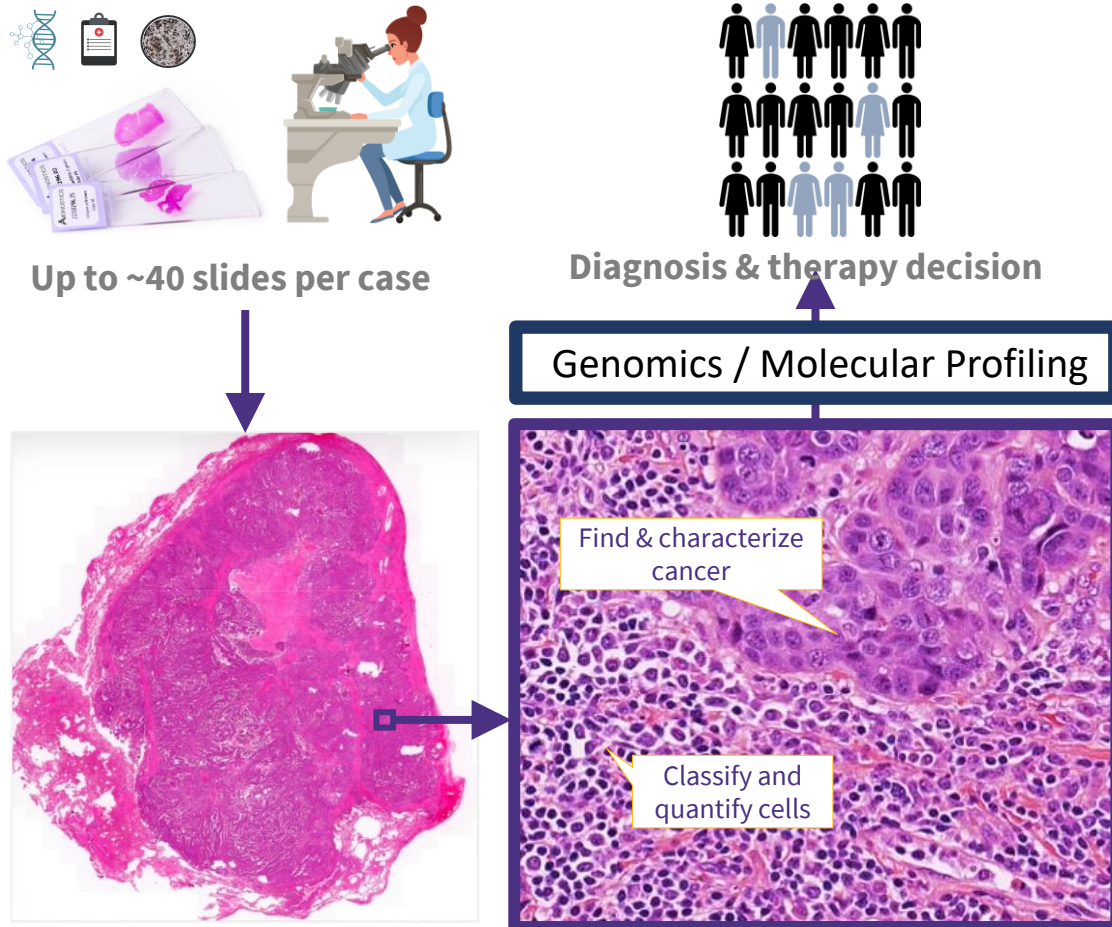 Up to ~40 slides per case
Diagnosis & therapy decision
Genomics / Molecular Profiling
Find & characterize
cancer
Classify and
quantify cells